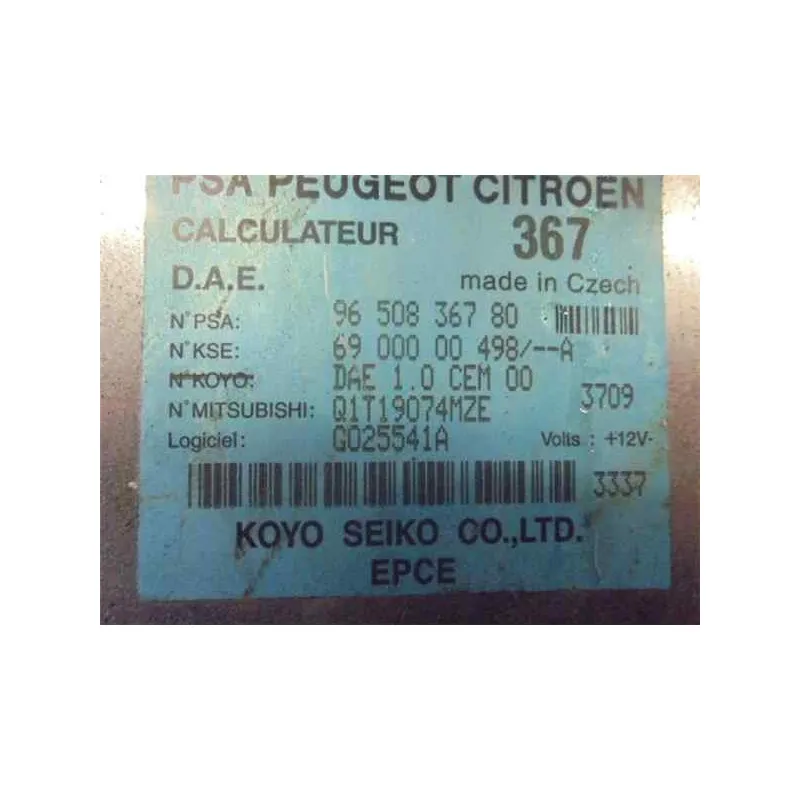 PSA PEUGEOT CITROËN
CALCULATEUR 367
D.A.E. made in Czech
N°PSA: 96 508 367 80
N°KSE: 69 000 00 498/--A
N°KOYO: DAE 1.0 CEM 00
3709
N°MITSUBISHI: Q1T19074MZE
Logiciel: G025541A Volts : +12V-
3337
KOYO SEIKO CO.,LTD.
EPCE